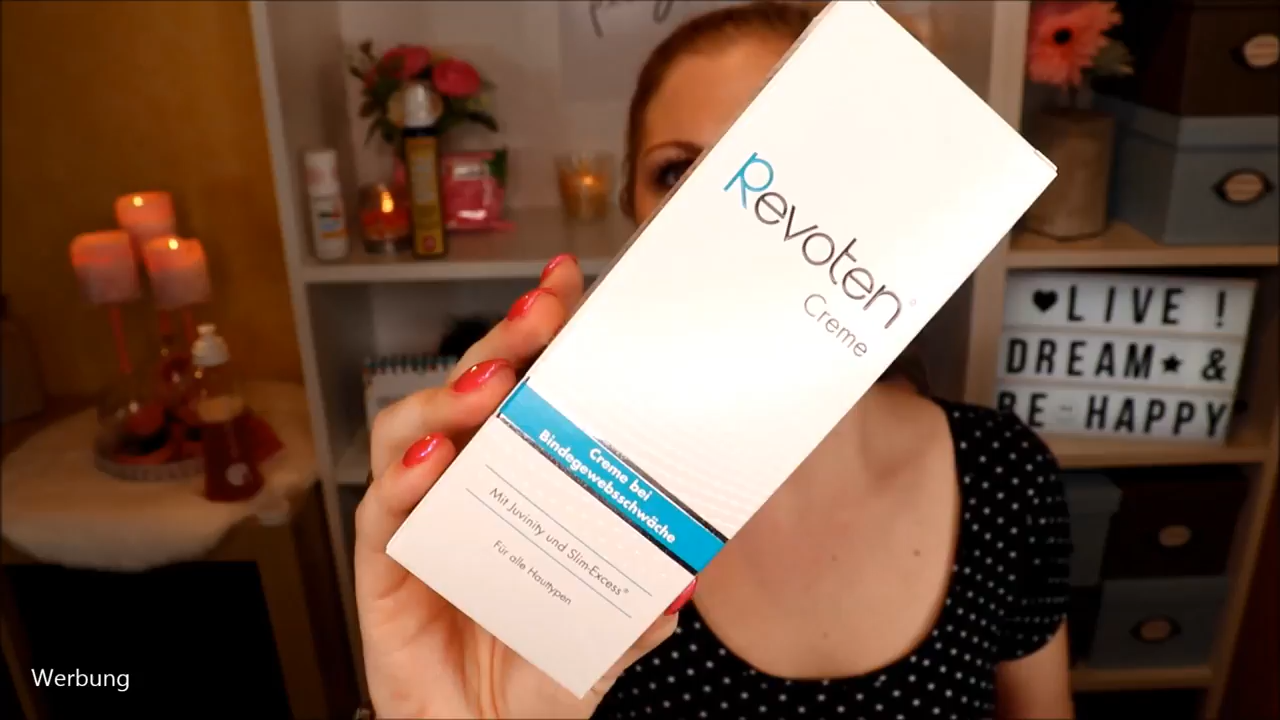 Revoten®
Creme
Creme bei
Bindegewebsschwäche
Mit Juvinity und Slim-Excess®
Für alle Hauttypen
♥LIVE !
DREAM★&
BE-HAPPY
Werbung